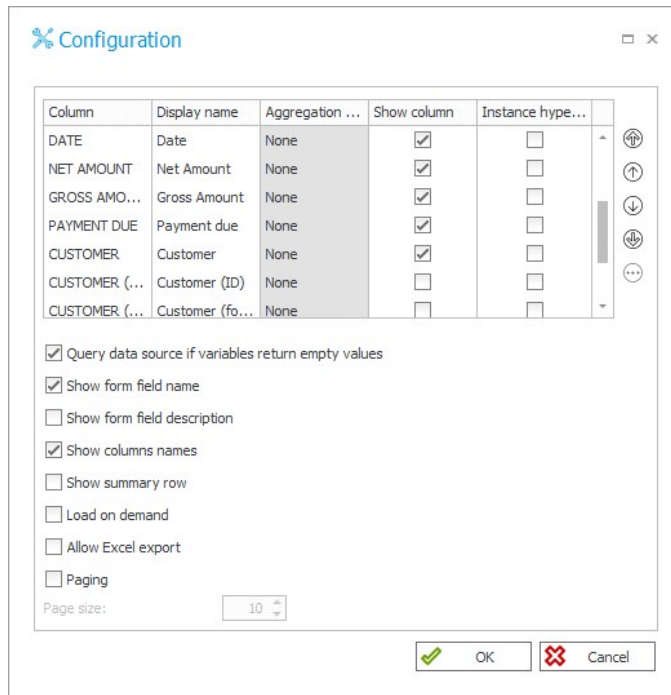 Configuration
Column Display name Aggregation ... Show column Instance hype...
DATE Date None
NET AMOUNT Net Amount None
GROSS AMO... Gross Amount None
PAYMENT DUE Payment due None
CUSTOMER Customer None
CUSTOMER (... Customer (ID) None
CUSTOMER (... Customer (fo... None
Query data source if variables return empty values
Show form field name
Show form field description
Show columns names
Show summary row
Load on demand
Allow Excel export
Paging
Page size: 10
OK Cancel